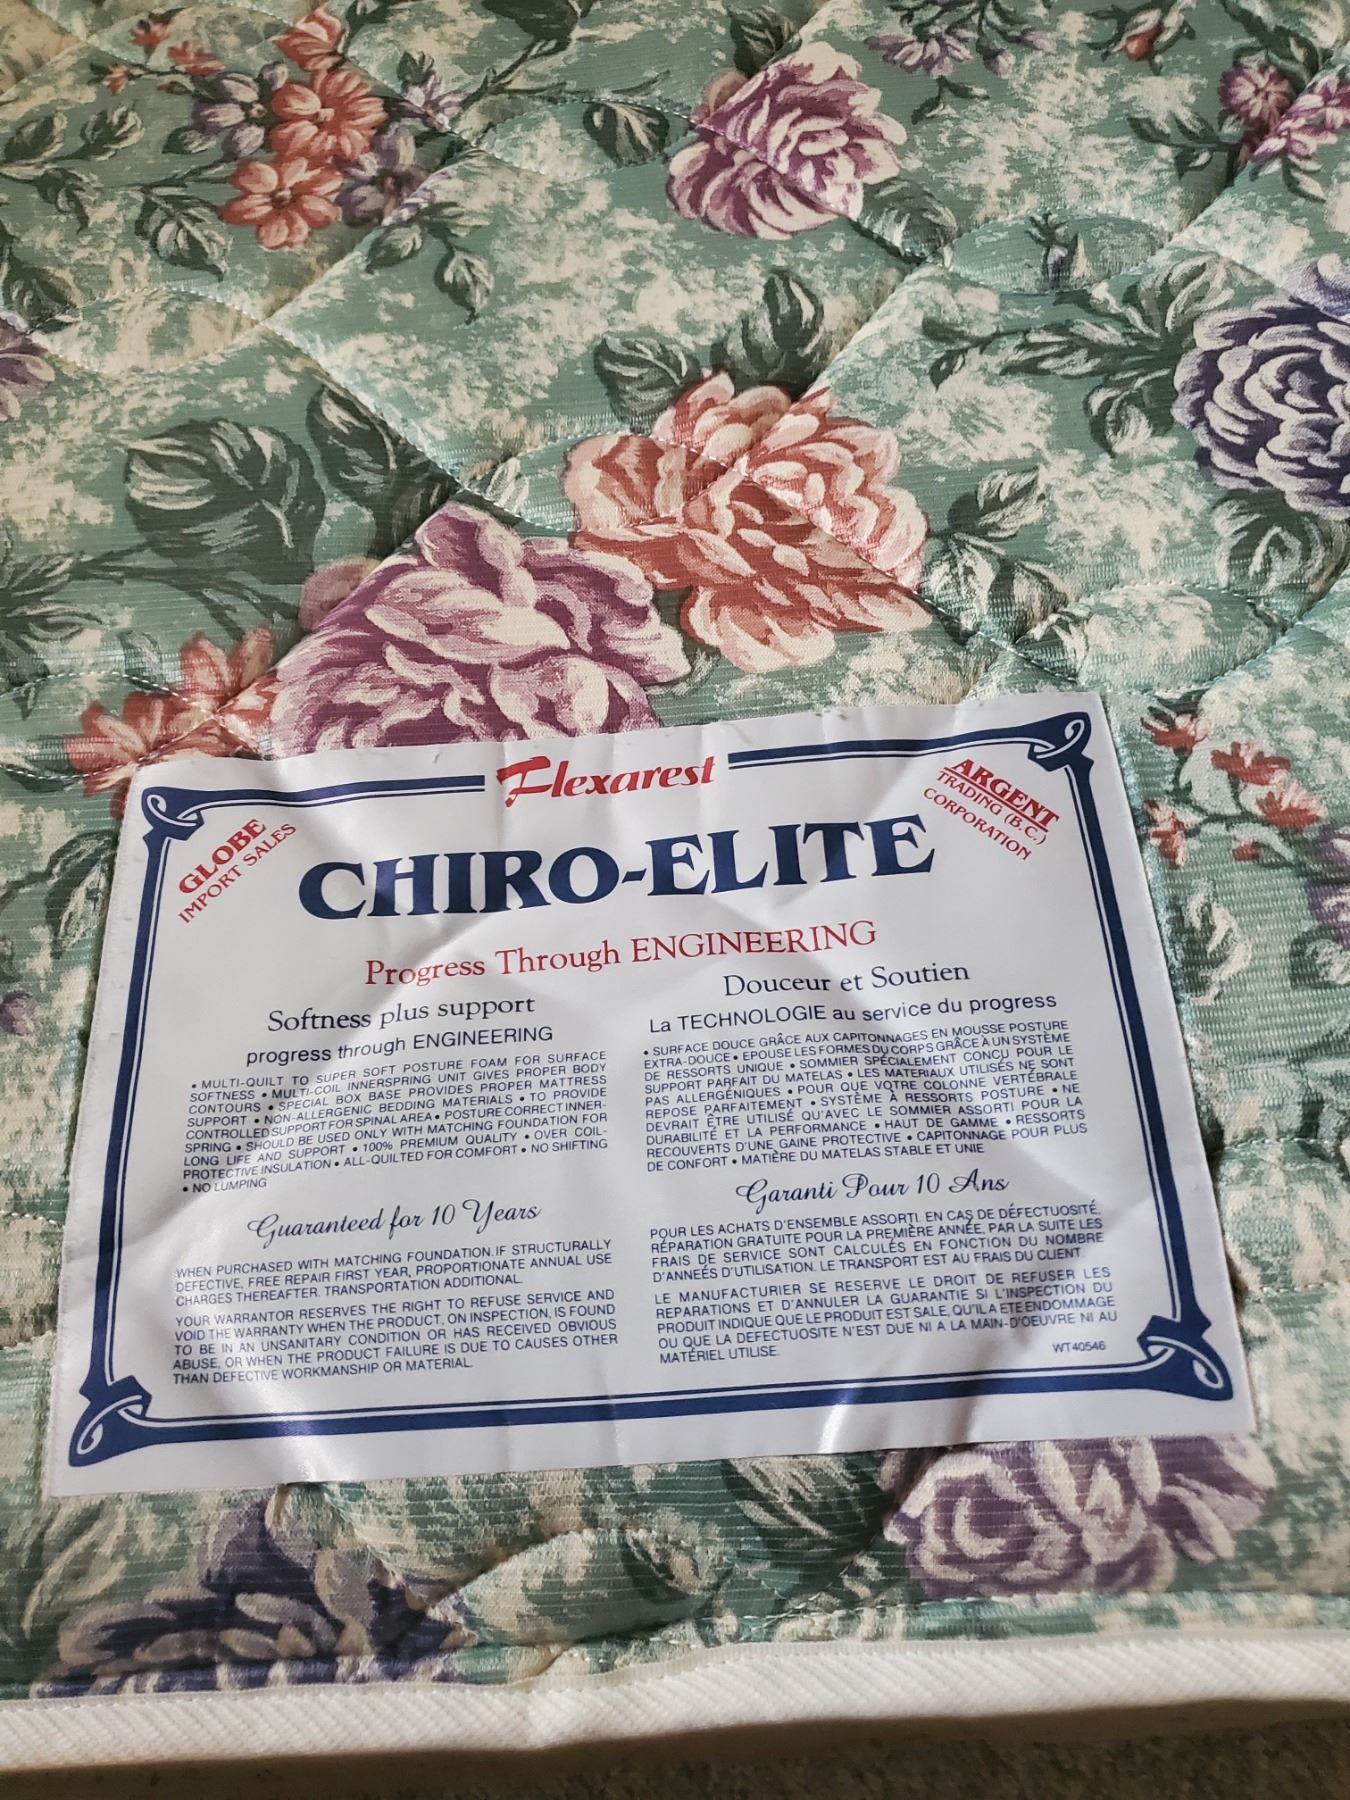 Flexarest
GLOBE
IMPORT SALES
ARGENT
TRADING (B.C.)
CORPORATION
CHIRO-ELITE
Progress Through ENGINEERING
Softness plus support
progress through ENGINEERING
• MULTI-QUILT TO SUPER SOFT POSTURE FOAM FOR SURFACE
SOFTNESS • MULTI-COIL INNERSPRING UNIT GIVES PROPER BODY
CONTOURS • SPECIAL BOX BASE PROVIDES PROPER MATTRESS
SUPPORT • NON-ALLERGENIC BEDDING MATERIALS • TO PROVIDE
CONTROLLED SUPPORT FOR SPINAL AREA • POSTURE CORRECT INNER-
SPRING • SHOULD BE USED ONLY WITH MATCHING FOUNDATION FOR
LONG LIFE AND SUPPORT • 100% PREMIUM QUALITY • OVER COIL-
PROTECTIVE INSULATION • ALL-QUILTED FOR COMFORT • NO SHIFTING
• NO LUMPING
Guaranteed for 10 Years
WHEN PURCHASED WITH MATCHING FOUNDATION. IF STRUCTURALLY
DEFECTIVE, FREE REPAIR FIRST YEAR, PROPORTIONATE ANNUAL USE
CHARGES THEREAFTER. TRANSPORTATION ADDITIONAL.
YOUR WARRANTOR RESERVES THE RIGHT TO REFUSE SERVICE AND
VOID THE WARRANTY WHEN THE PRODUCT, ON INSPECTION, IS FOUND
TO BE IN AN UNSANITARY CONDITION OR HAS RECEIVED OBVIOUS
ABUSE, OR WHEN THE PRODUCT FAILURE IS DUE TO CAUSES OTHER
THAN DEFECTIVE WORKMANSHIP OR MATERIAL.
Douceur et Soutien
La TECHNOLOGIE au service du progress
• SURFACE DOUCE GRÂCE AUX CAPITONNAGES EN MOUSSE POSTURE
EXTRA-DOUCE • EPOUSE LES FORMES DU CORPS GRÂCE À UN SYSTÈME
DE RESSORTS UNIQUE • SOMMIER SPÉCIALEMENT CONCU POUR LE
SUPPORT PARFAIT DU MATELAS • LES MATERIAUX UTILISÉS NE SONT
PAS ALLERGÉNIQUES • POUR QUE VOTRE COLONNE VERTÉBRALE
REPOSE PARFAITEMENT • SYSTÈME À RESSORTS POSTURE • NE
DEVRAIT ÊTRE UTILISÉ QU'AVEC LE SOMMIER ASSORTI POUR LA
DURABILITÉ ET LA PERFORMANCE • HAUT DE GAMME • RESSORTS
RECOUVERTS D'UNE GAINE PROTECTIVE • CAPITONNAGE POUR PLUS
DE CONFORT • MATIÈRE DU MATELAS STABLE ET UNIE
Garanti Pour 10 Ans
POUR LES ACHATS D'ENSEMBLE ASSORTI. EN CAS DE DÉFECTUOSITÉ,
RÉPARATION GRATUITE POUR LA PREMIÈRE ANNÉE, PAR LA SUITE LES
FRAIS DE SERVICE SONT CALCULÉS EN FONCTION DU NOMBRE
D'ANNEÉS D'UTILISATION. LE TRANSPORT EST AU FRAIS DU CLIENT.
LE MANUFACTURIER SE RESERVE LE DROIT DE REFUSER LES
REPARATIONS ET D'ANNULER LA GUARANTIE SI L'INSPECTION DU
PRODUIT INDIQUE QUE LE PRODUIT EST SALE, QU'IL A ETE ENDOMMAGE
OU QUE LA DEFECTUOSITE N'EST DUE NI A LA MAIN-D'OEUVRE NI AU
MATÉRIEL UTILISE.
WT40546